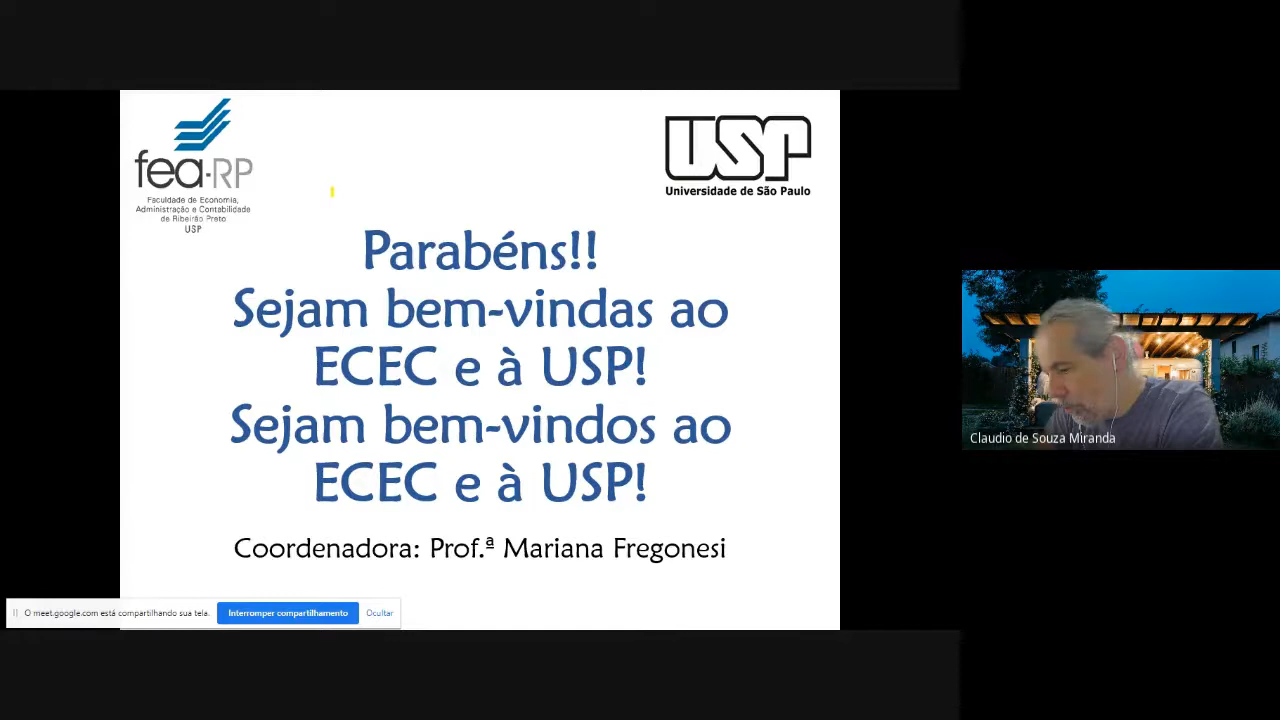 fea-RP
Faculdade de Economia,
Administração e Contabilidade
de Ribeirão Preto
USP
USP
Universidade de São Paulo
Parabéns!!
Sejam bem-vindas ao
ECEC e à USP!
Sejam bem-vindos ao
ECEC e à USP!
Coordenadora: Prof.ª Mariana Fregonesi
O meet.google.com está compartilhando sua tela.
Interromper compartilhamento
Ocultar
Claudio de Souza Miranda